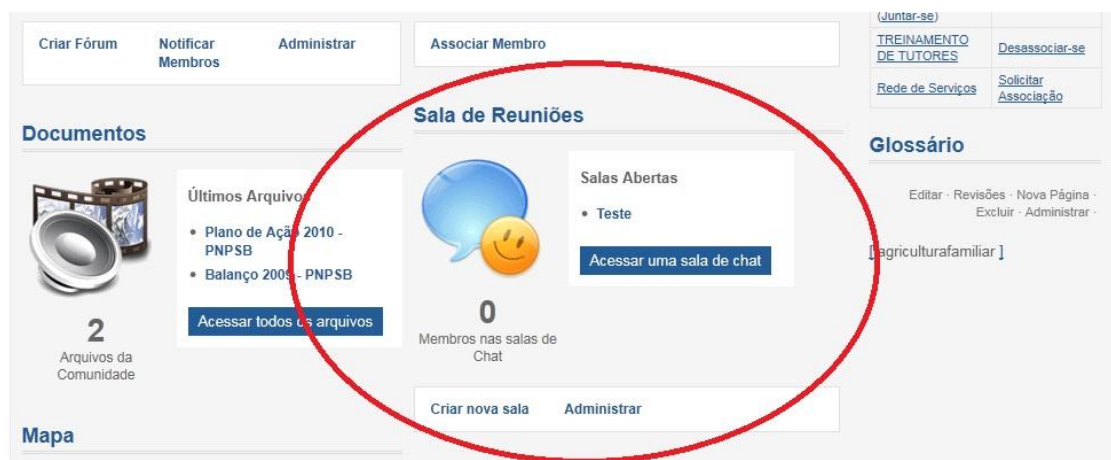 Criar Fórum
Notificar
Membros
Administrar
Documentos
Últimos Arquivos
• Plano de Ação 2010 -
PNPSB
• Balanço 2009 - PNPSB
Acessar todos os arquivos
2
Arquivos da
Comunidade
Mapa
Associar Membro
Sala de Reuniões
Salas Abertas
• Teste
Acessar uma sala de chat
0
Membros nas salas de
Chat
Criar nova sala
Administrar
(Juntar-se)
TREINAMENTO
DE TUTORES
Desassociar-se
Rede de Serviços
Solicitar
Associação
Glossário
Editar · Revisões · Nova Página ·
Excluir · Administrar ·
[agriculturafamiliar ]